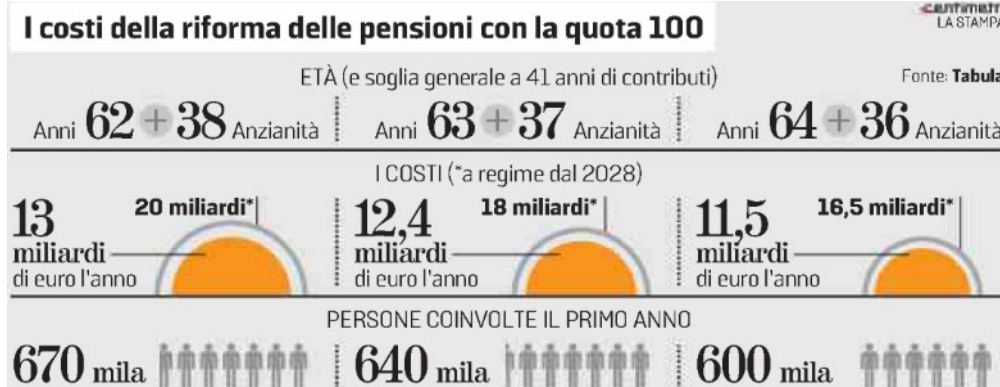 I costi della riforma delle pensioni con la quota 100
centimetri
LA STAMPA
ETÀ (e soglia generale a 41 anni di contributi)
Fonte: Tabula
Anni 62 + 38 Anzianità
Anni 63 + 37 Anzianità
Anni 64 + 36 Anzianità
I COSTI (*a regime dal 2028)
13 miliardi di euro l'anno
20 miliardi*
12,4 miliardi di euro l'anno
18 miliardi*
11,5 miliardi di euro l'anno
16,5 miliardi*
PERSONE COINVOLTE IL PRIMO ANNO
670 mila
640 mila
600 mila